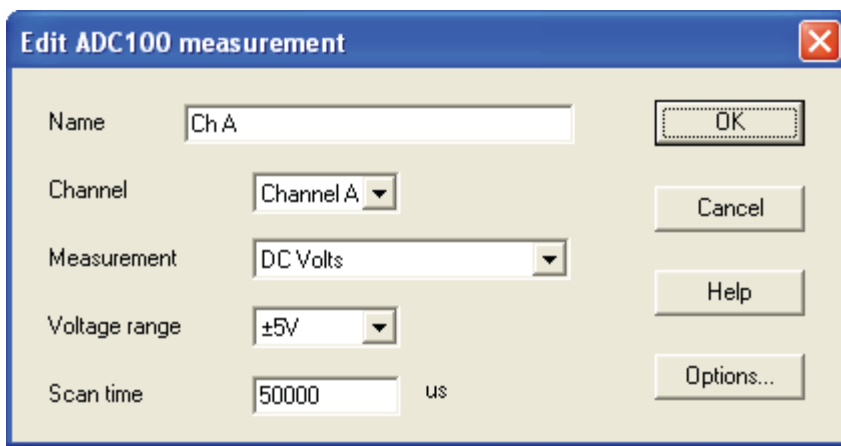 Edit ADC100 measurement
Name
Ch A
OK
Channel
Channel A
Cancel
Measurement
DC Volts
Help
Voltage range
±5V
Options...
Scan time
50000
us